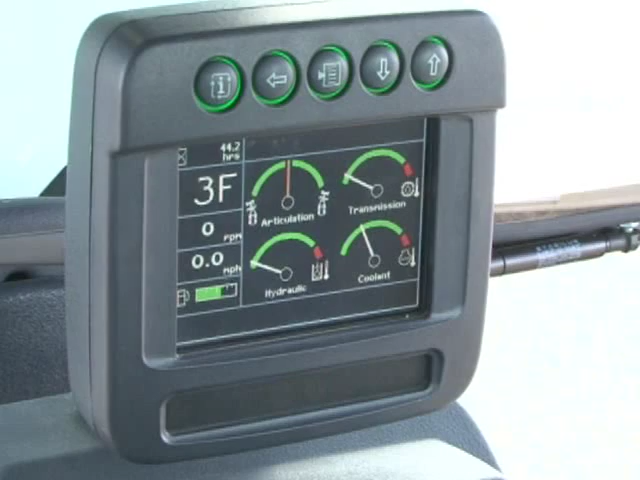 i
44.2
hrs
3F
0
rpm
0.0
mph
Articulation
Transmission
Hydraulic
Coolant